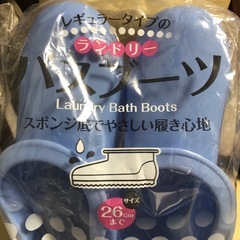 レギュラータイプの
ランドリー
バスブーツ
Laundry Bath Boots
スポンジ底でやさしい履き心地
サイズ
26cm
まで